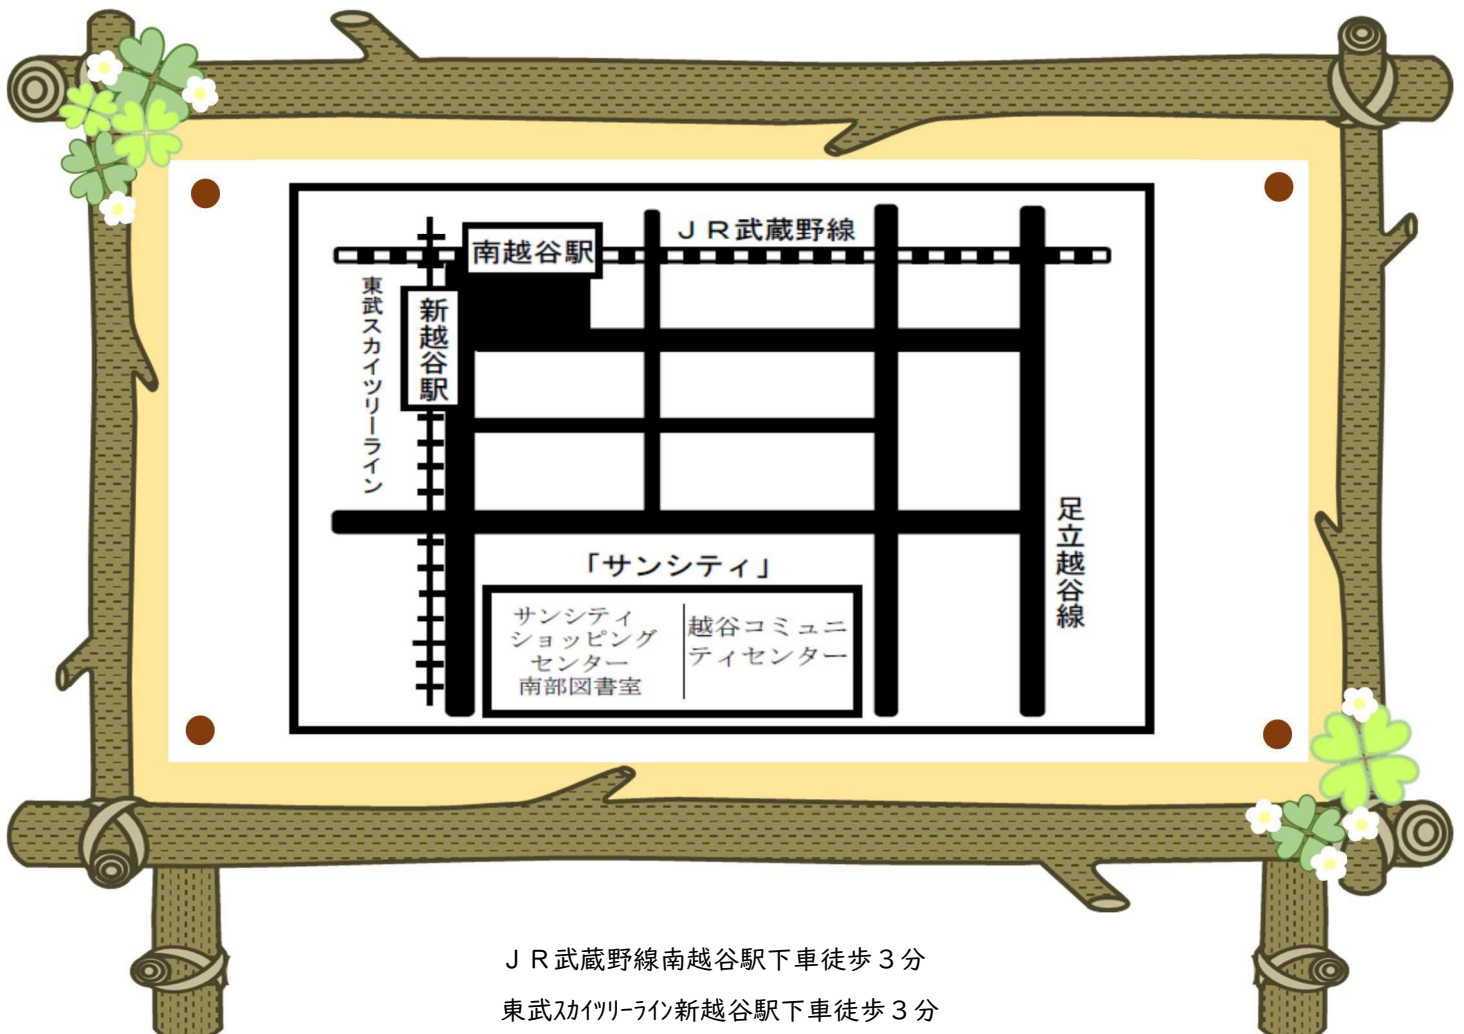 JR武蔵野線
南越谷駅
東武スカイツリーライン
新越谷駅
足立越谷線
「サンシティ」
サンシティ
ショッピング
センター
南部図書室
越谷コミュニ
ティセンター
JR武蔵野線南越谷駅下車徒歩3分
東武スカイツリーライン新越谷駅下車徒歩3分